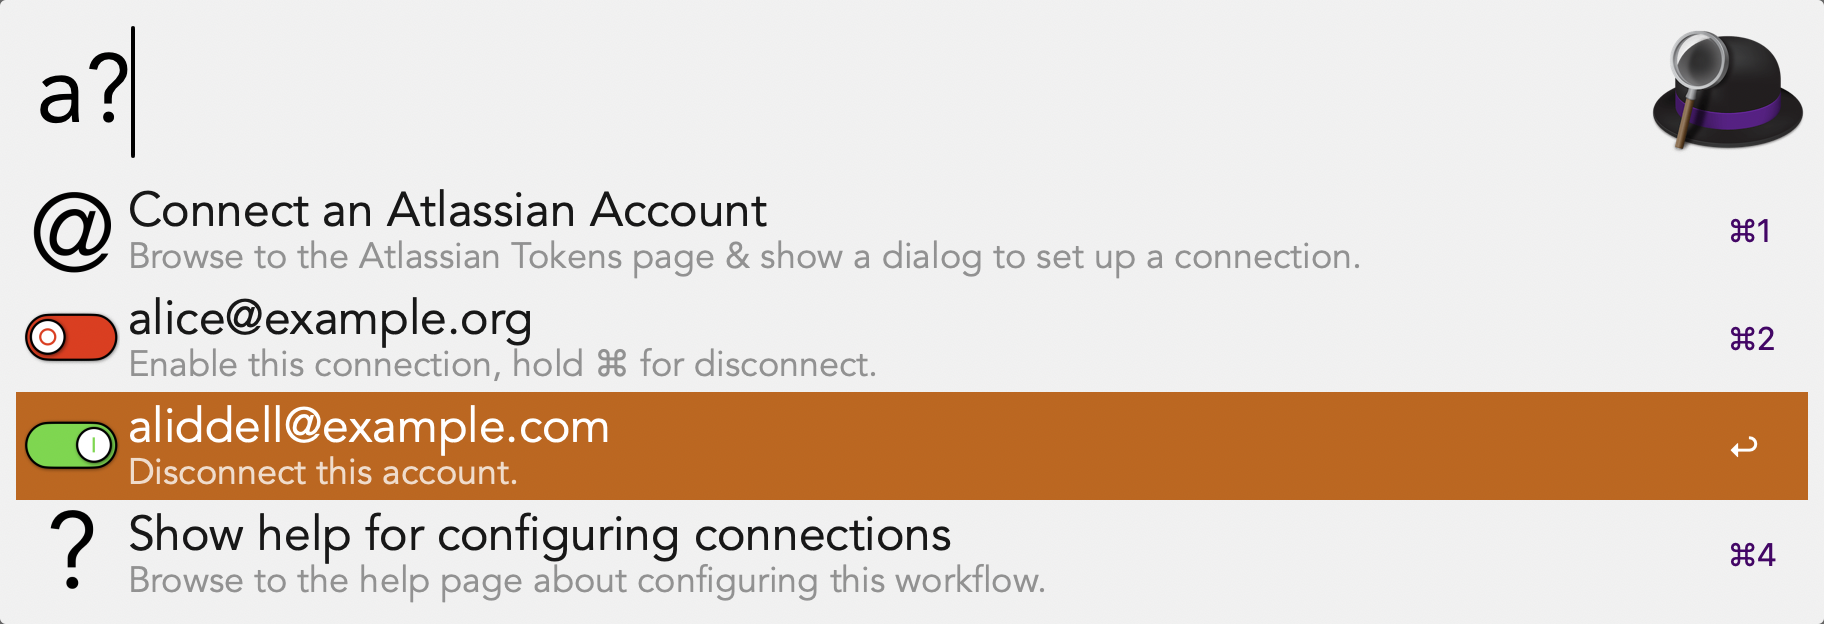 a?
@ Connect an Atlassian Account
Browse to the Atlassian Tokens page & show a dialog to set up a connection.
⌘1
alice@example.org
Enable this connection, hold ⌘ for disconnect.
⌘2
aliddell@example.com
Disconnect this account.
↩
? Show help for configuring connections
Browse to the help page about configuring this workflow.
⌘4